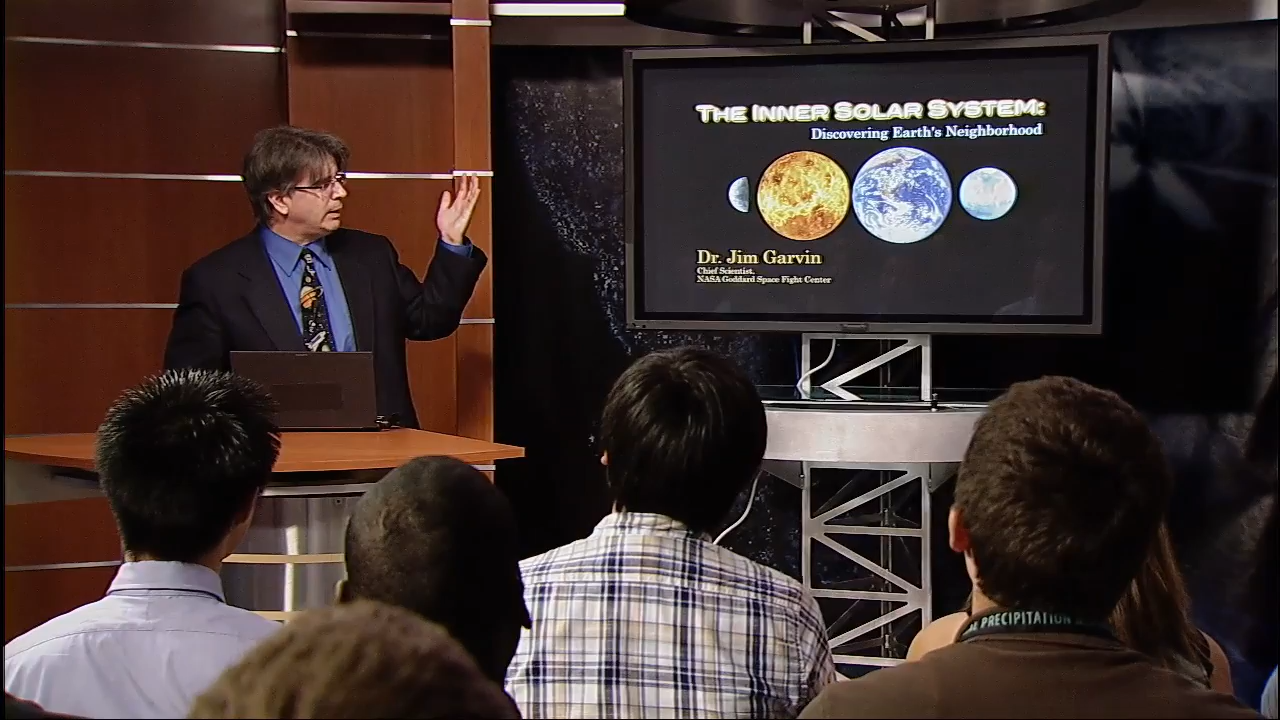 THE INNER SOLAR SYSTEM:
Discovering Earth's Neighborhood
Dr. Jim Garvin
Chief Scientist,
NASA Goddard Space Fight Center
PRECIPITATION